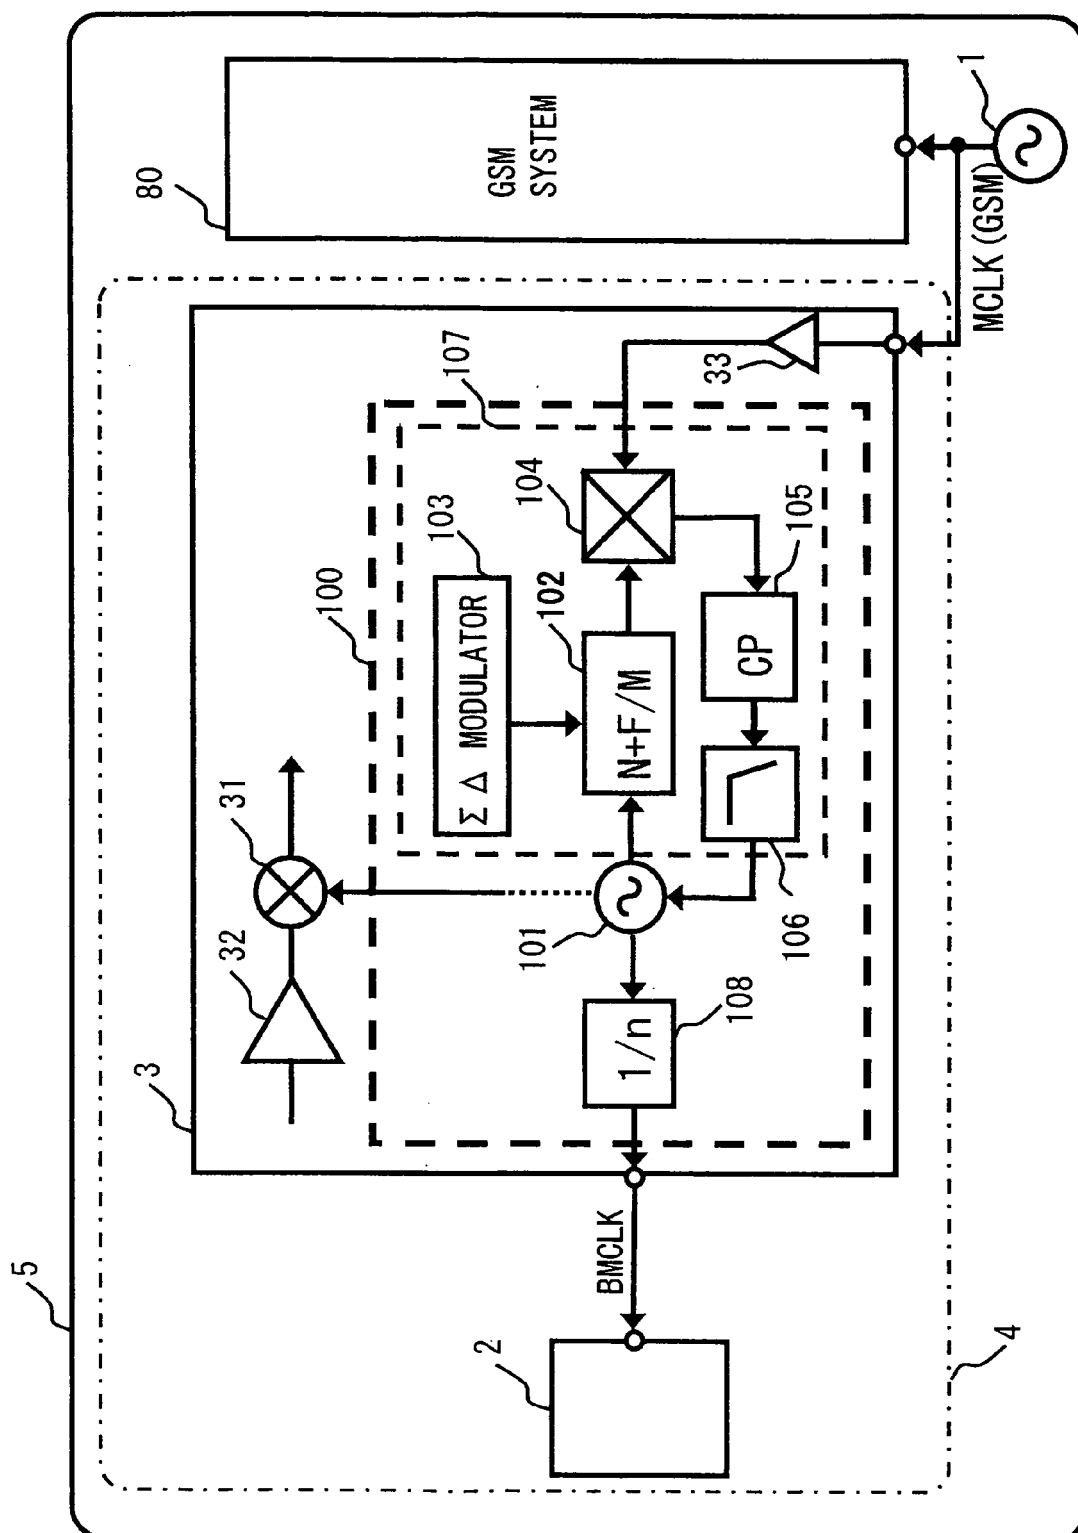 5
80
GSM
SYSTEM
1
MCLK (GSM)
3
32
31
33
107
100
103
Σ Δ MODULATOR
102
N+F/M
104
105
CP
106
101
108
1/n
BMCLK
2
4